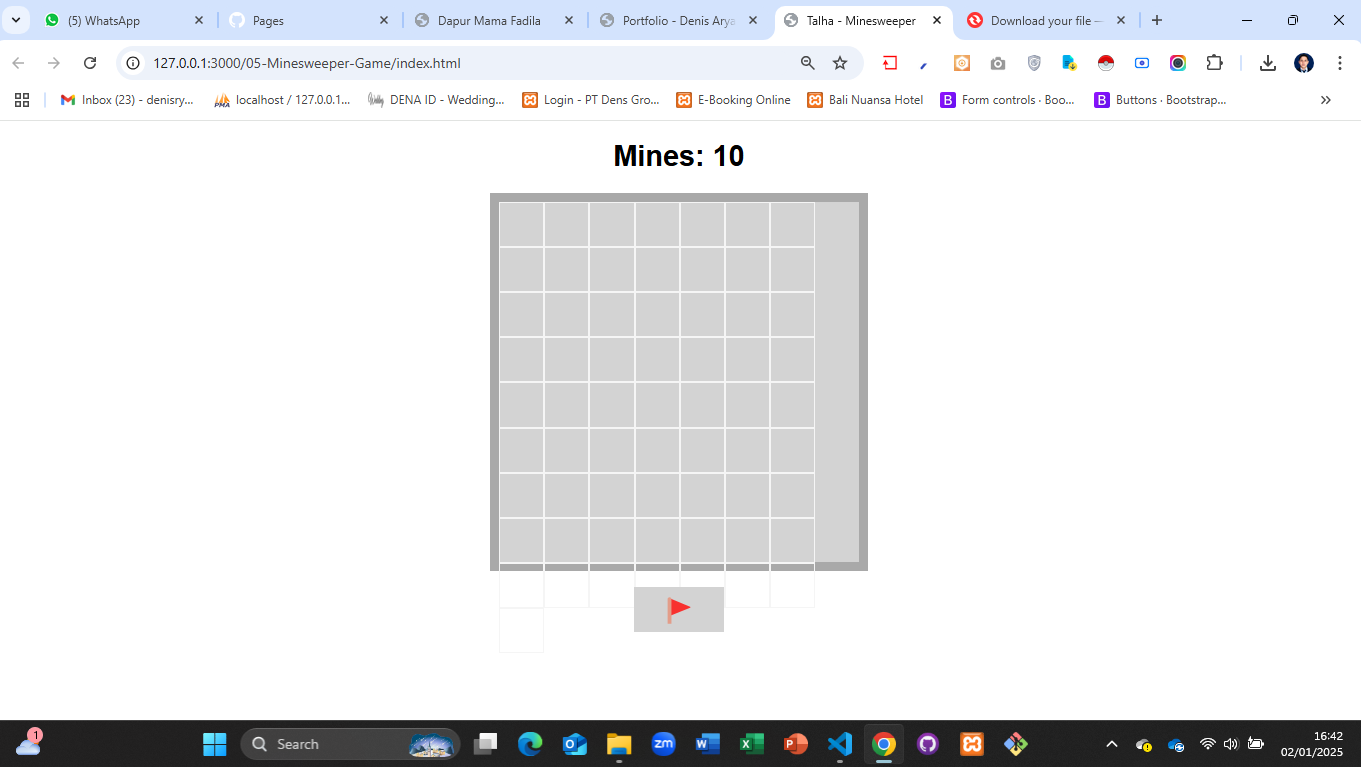 (5) WhatsApp
Pages
Dapur Mama Fadila
Portfolio - Denis Arya
Talha - Minesweeper
Download your file –
127.0.0.1:3000/05-Minesweeper-Game/index.html
Inbox (23) - denisry...
PMA
localhost / 127.0.0.1...
DENA ID - Wedding...
Login - PT Dens Gro...
E-Booking Online
Bali Nuansa Hotel
B
Form controls · Boo...
B
Buttons · Bootstrap...
Mines: 10
1
Search
zm
16:42
02/01/2025